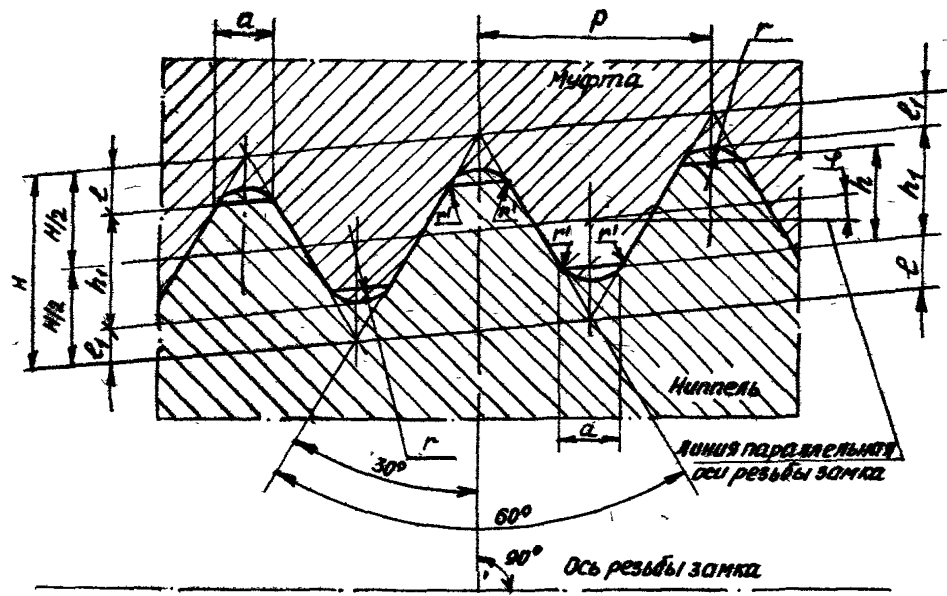 a
P
r
Муфта
l₁
l
H/2
H
h₁
H/2
l₁
r'
r'
r'
r'
φ
h
h₁
l
Ниппель
a
r
Линия параллельная
оси резьбы замка
30°
60°
90°
Ось резьбы замка